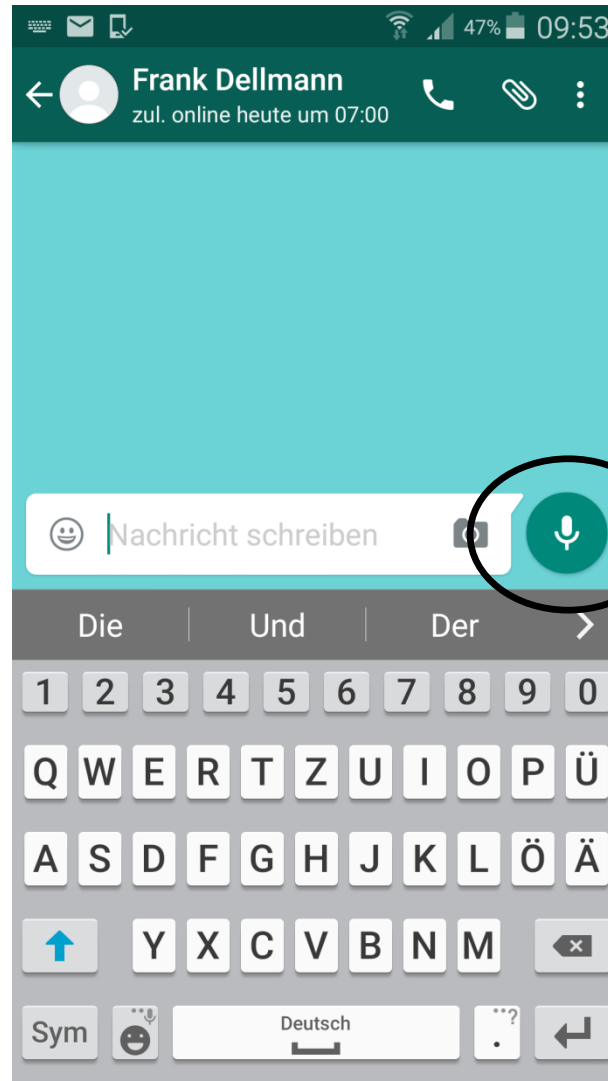 47% 09:53
Frank Dellmann
zul. online heute um 07:00
Nachricht schreiben
Die Und Der
1 2 3 4 5 6 7 8 9 0
Q W E R T Z U I O P Ü
A S D F G H J K L Ö Ä
Y X C V B N M
Sym Deutsch . ?